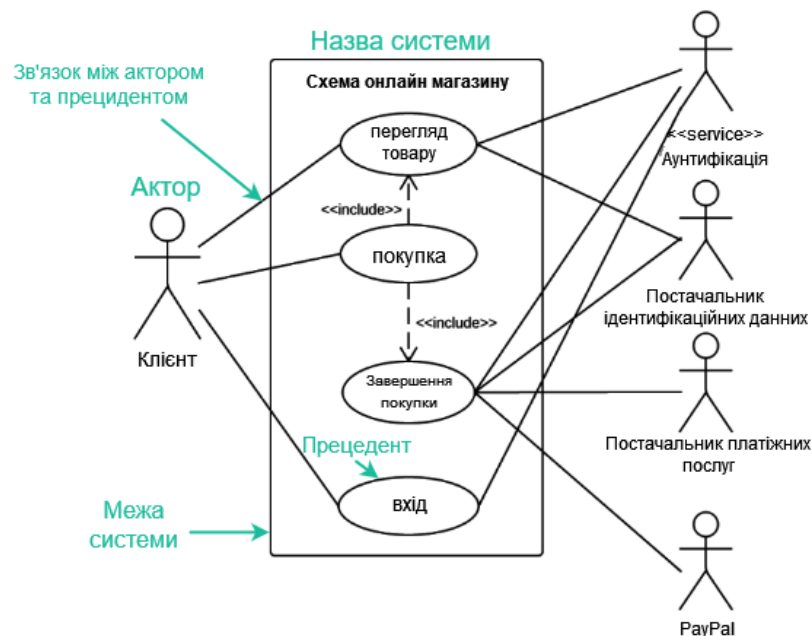 Назва системи
Зв'язок між актором
та прецидентом
Схема онлайн магазину
перегляд
товару
<<service>>
Аунтифікація
Актор
<<include>>
покупка
Клієнт
<<include>>
Постачальник
ідентифікаційних данних
Завершення
покупки
Постачальник платіжних
послуг
Прецедент
вхід
Межа
системи
PayPal